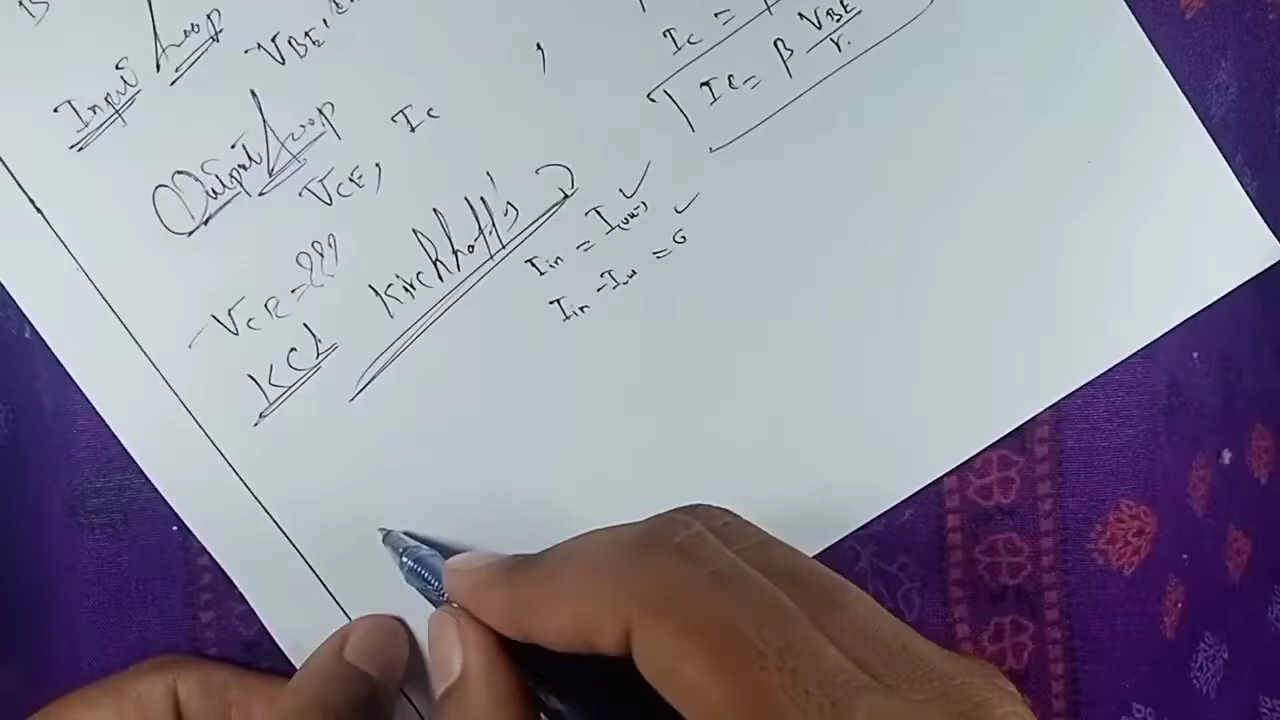 B
Input Loop
VBE,
Output Loop
VCE, IC
VCE = ???
KCL Kirchhoff's
Iin = Iout ✓
Iin - Iout = 0 ✓
IC =
IC = β VBE/r.